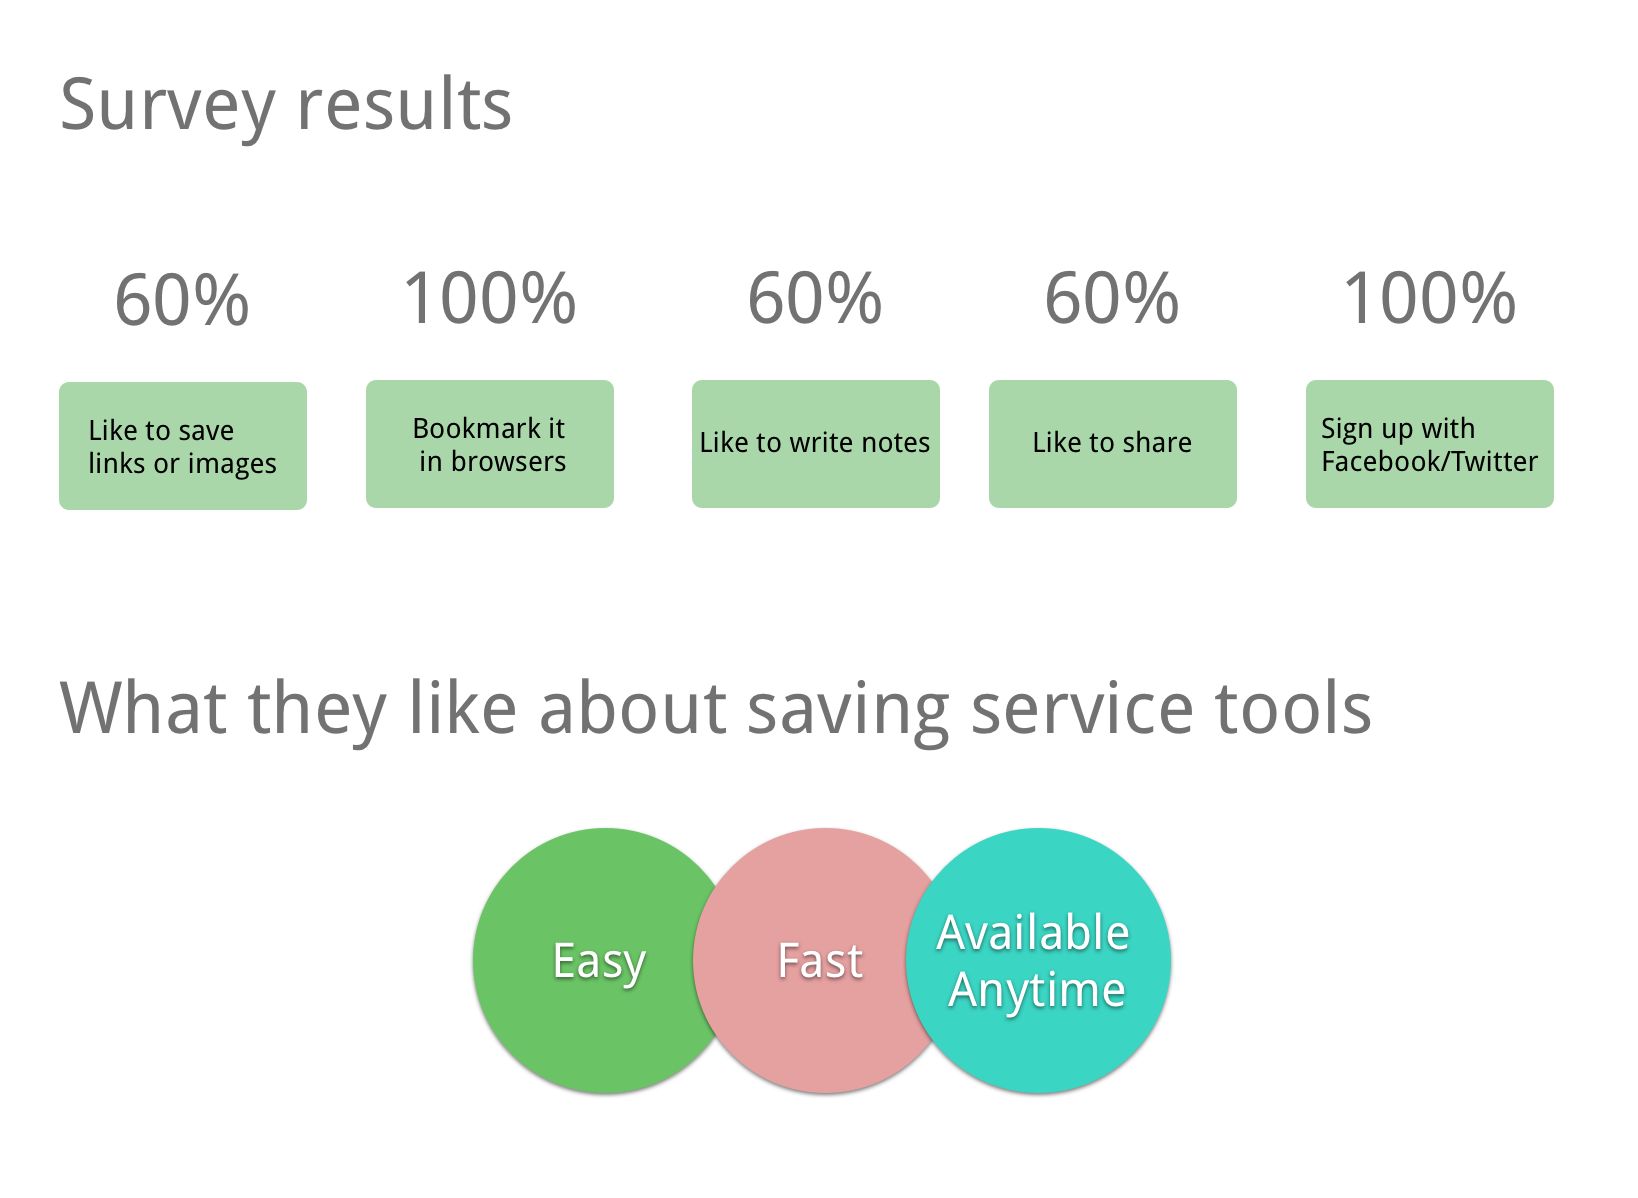 Survey results
60%
100%
60%
60%
100%
Like to save
links or images
Bookmark it
in browsers
Like to write notes
Like to share
Sign up with
Facebook/Twitter
What they like about saving service tools
Easy
Fast
Available
Anytime